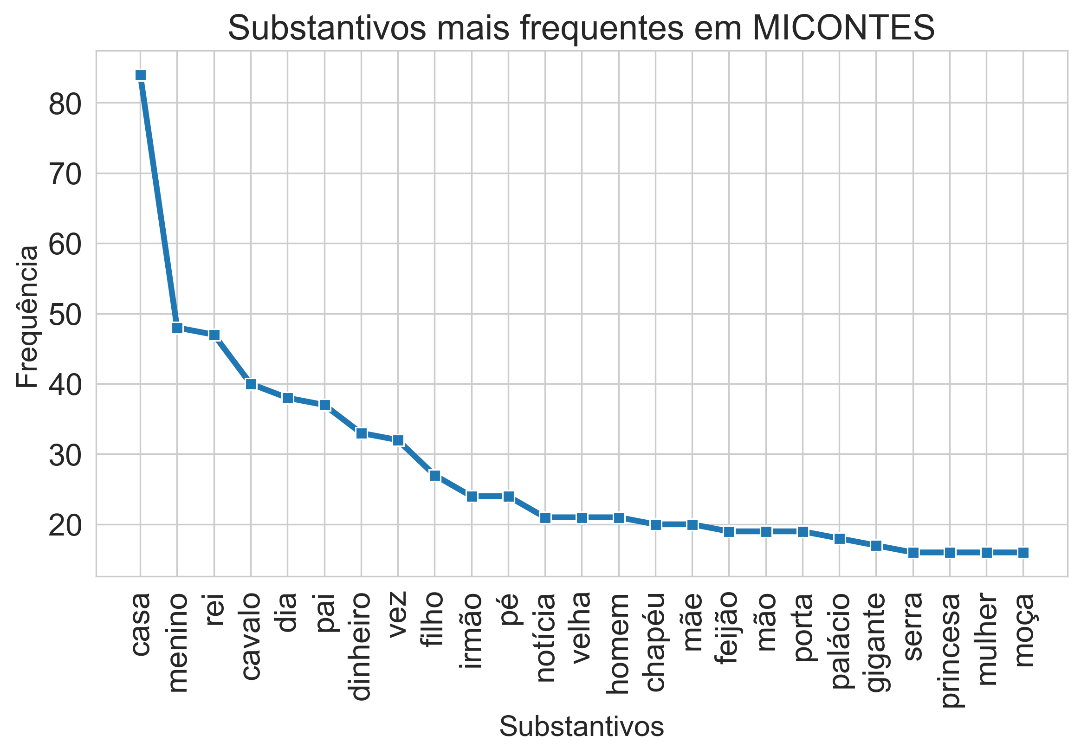 Substantivos mais frequentes em MICONTES
Frequência
80
70
60
50
40
30
20
casa
menino
rei
cavalo
dia
pai
dinheiro
vez
filho
irmão
pé
notícia
velha
homem
chapéu
mãe
feijão
mão
porta
palácio
gigante
serra
princesa
mulher
moça
Substantivos